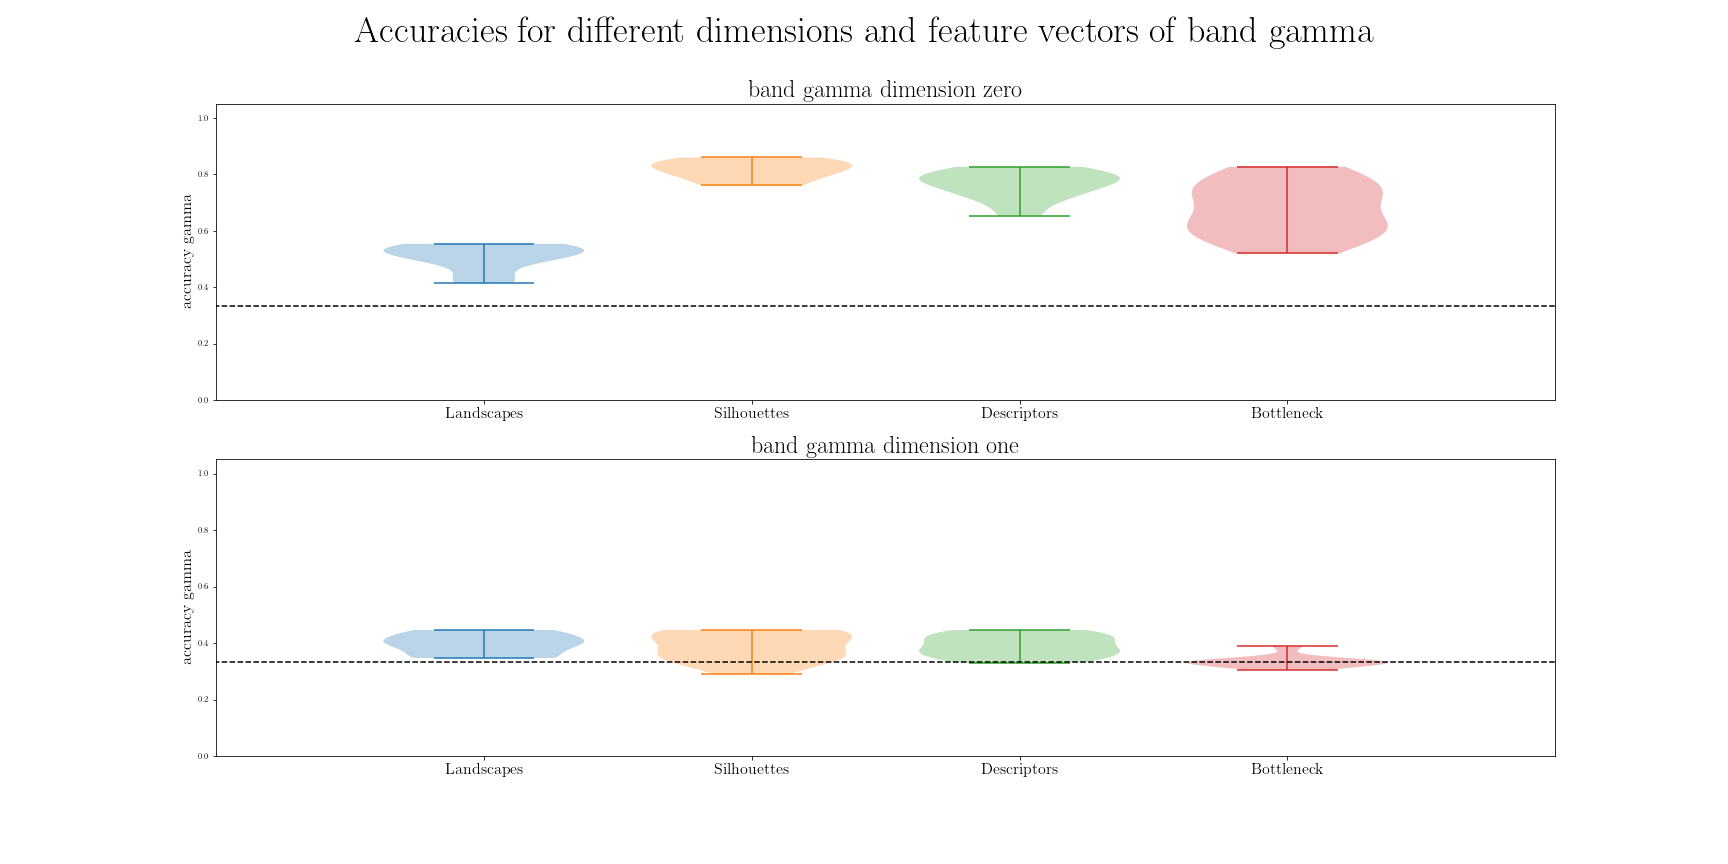 Accuracies for different dimensions and feature vectors of band gamma
band gamma dimension zero
accuracy gamma
1.0
0.8
0.6
0.4
0.2
0.0
Landscapes Silhouettes Descriptors Bottleneck
band gamma dimension one
accuracy gamma
1.0
0.8
0.6
0.4
0.2
0.0
Landscapes Silhouettes Descriptors Bottleneck